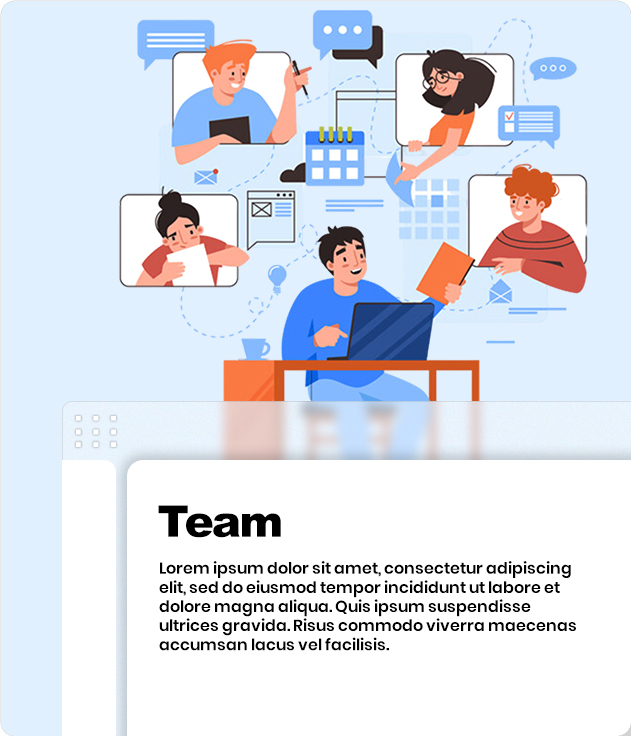 Team
Lorem ipsum dolor sit amet, consectetur adipiscing
elit, sed do eiusmod tempor incididunt ut labore et
dolore magna aliqua. Quis ipsum suspendisse
ultrices gravida. Risus commodo viverra maecenas
accumsan lacus vel facilisis.